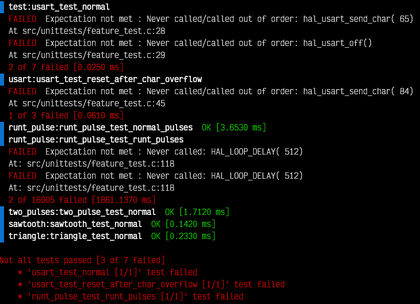 test:usart_test_normal
FAILED Expectation not met : Never called/called out of order: hal_usart_send_char( 65)
At src/unittests/feature_test.c:28
FAILED Expectation not met : Never called/called out of order: hal_usart_off()
At: src/unittests/feature_test.c:29
2 of 7 failed [0.0250 ms]
usart:usart_test_reset_after_char_overflow
FAILED Expectation not met : Never called/called out of order: hal_usart_send_char( 84)
At: src/unittests/feature_test.c:45
1 of 3 failed [0.0810 ms]
runt_pulse:runt_pulse_test_normal_pulses OK [3.6530 ms]
runt_pulse:runt_pulse_test_runt_pulses
FAILED Expectation not met : Never called: HAL_LOOP_DELAY( 512)
At: src/unittests/feature_test.c:118
FAILED Expectation not met : Never called: HAL_LOOP_DELAY( 512)
At: src/unittests/feature_test.c:118
2 of 16005 failed [1861.1370 ms]
two_pulses:two_pulse_test_normal OK [1.7120 ms]
sawtooth:sawtooth_test_normal OK [0.1420 ms]
triangle:triangle_test_normal OK [0.2330 ms]
Not all tests passed [3 of 7 failed]
* 'usart_test_normal [1/1]' test failed
* 'usart_test_reset_after_char_overflow [1/1]' test failed
* 'runt_pulse_test_runt_pulses [1/1]' test failed